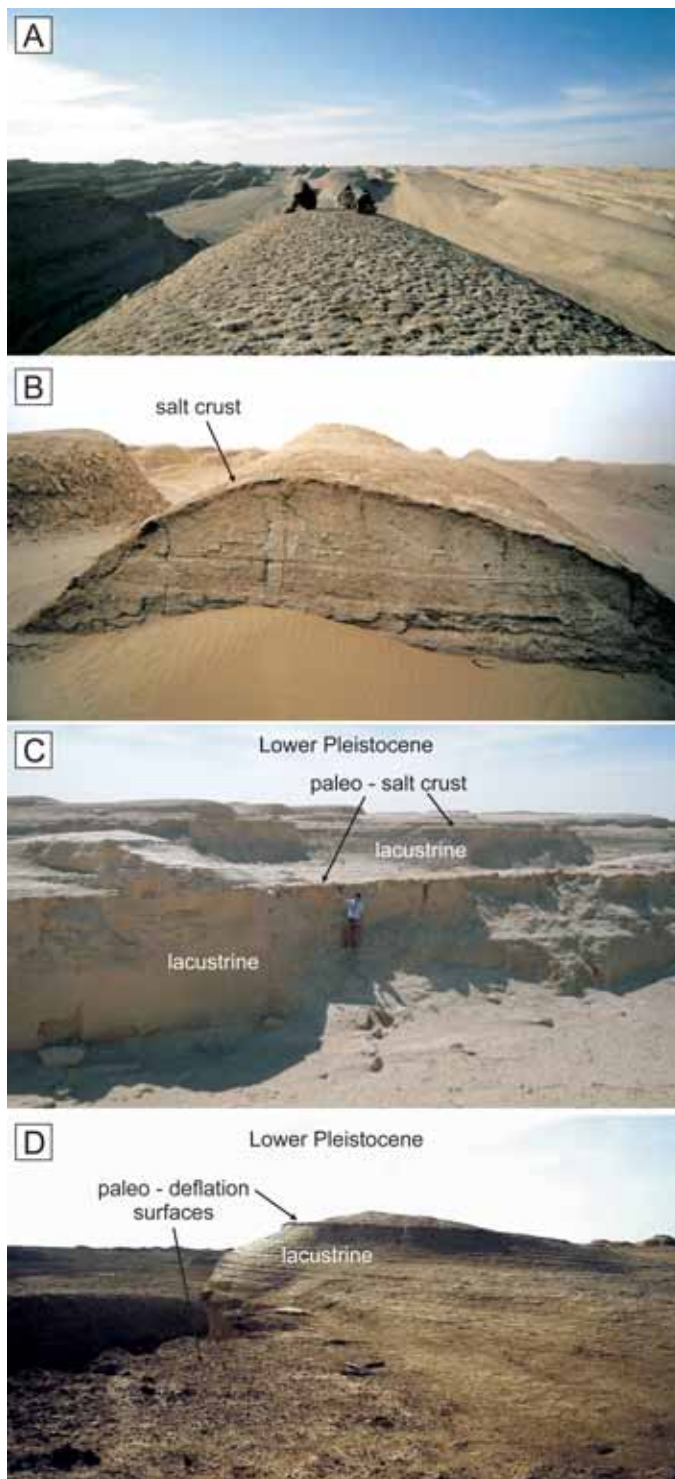 A
B
salt crust
C
Lower Pleistocene
paleo - salt crust
lacustrine
lacustrine
D
Lower Pleistocene
paleo - deflation
surfaces
lacustrine